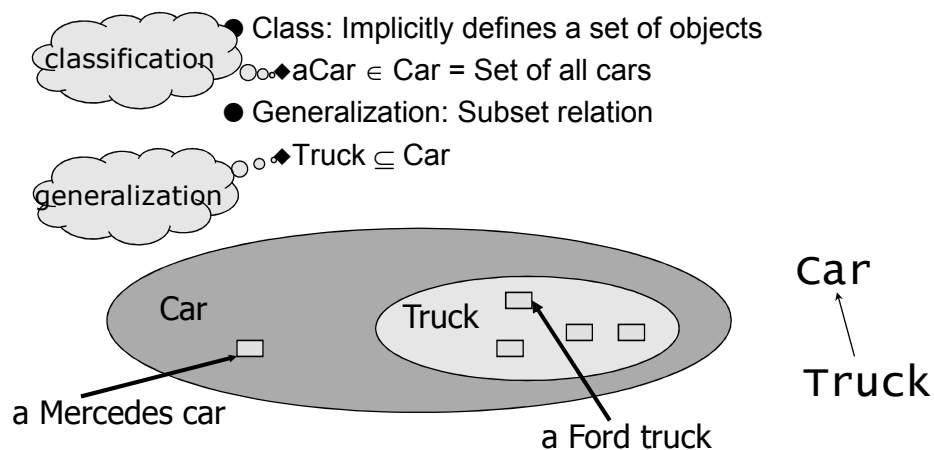 ● Class: Implicitly defines a set of objects
classification
◆aCar ∈ Car = Set of all cars
● Generalization: Subset relation
◆Truck ⊆ Car
generalization
Car
Car
Truck
Truck
a Mercedes car
a Ford truck